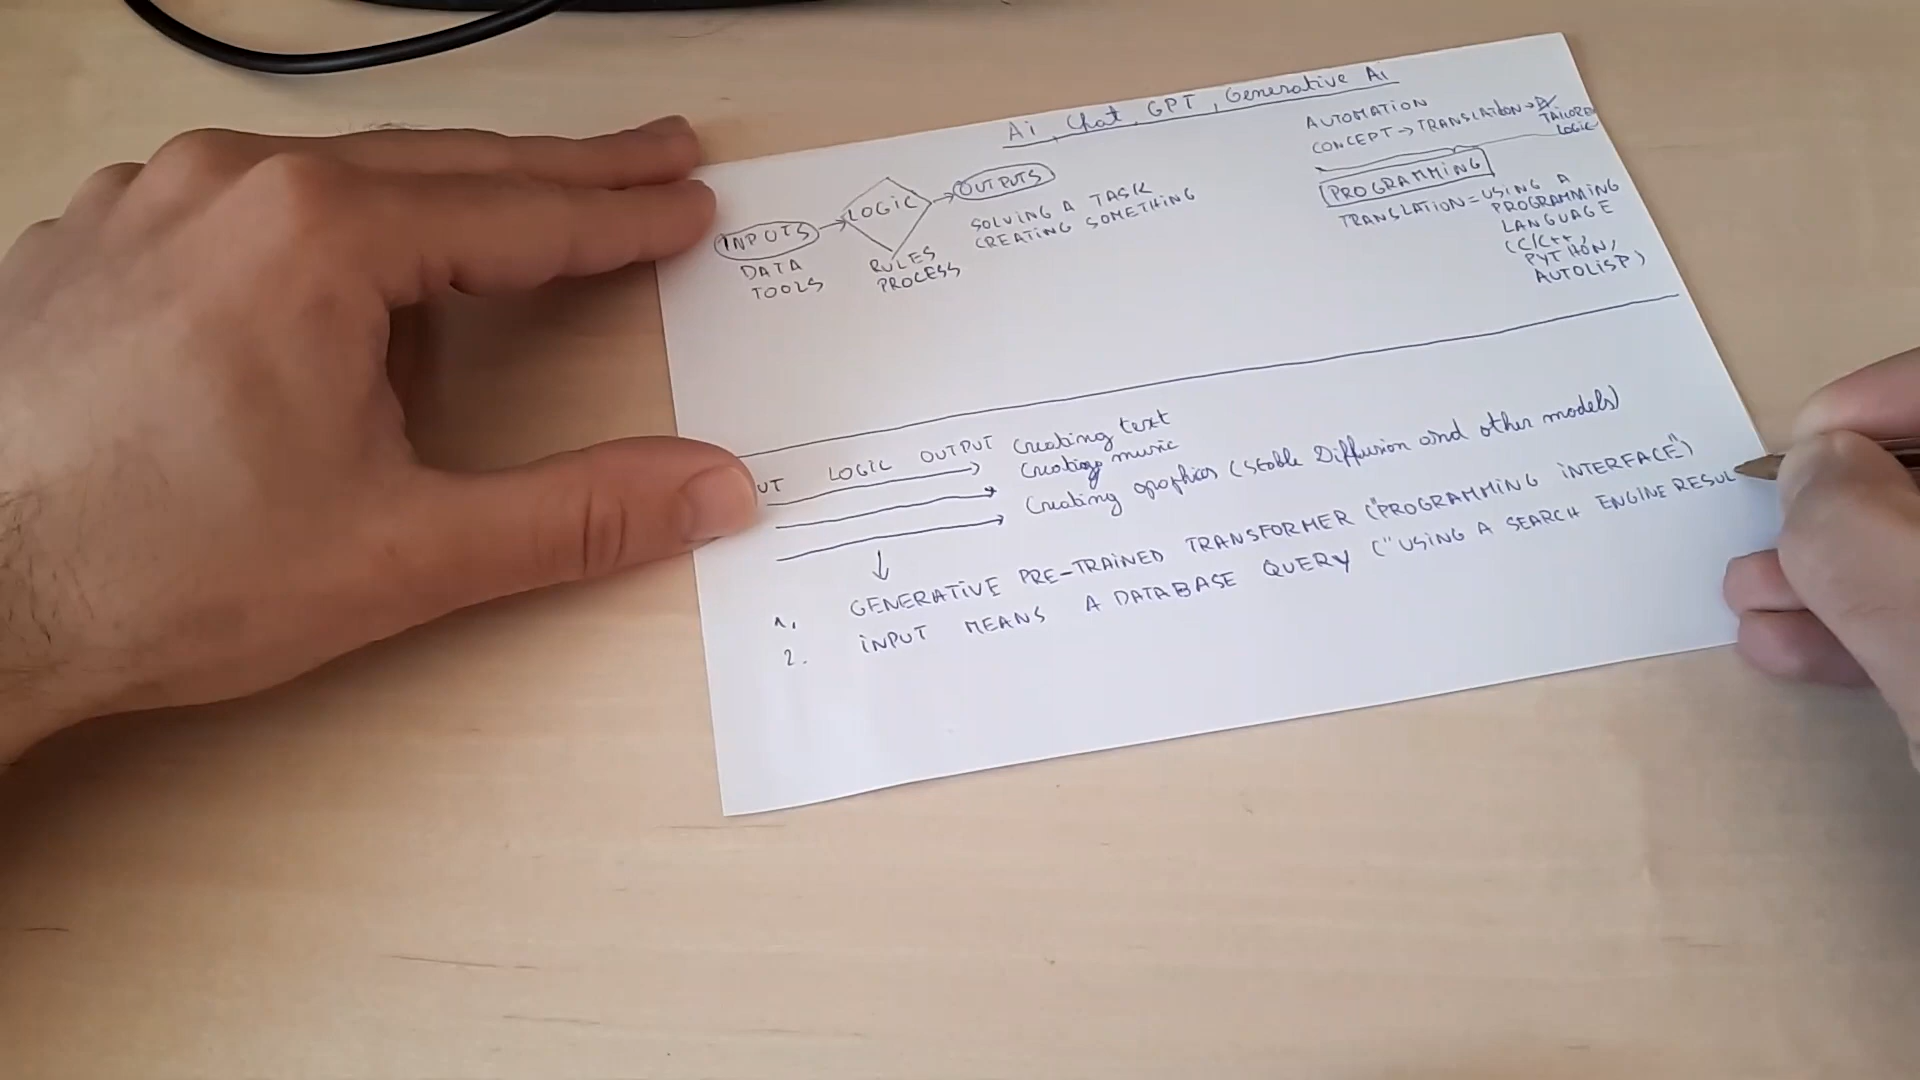 Ai, Chat, GPT, Generative Ai
INPUTS
LOGIC
OUTPUTS
DATA
TOOLS
RULES
PROCESS
SOLVING A TASK
CREATING SOMETHING
AUTOMATION
CONCEPT → TRANSLATION →
TAILORED
LOGIC
PROGRAMMING
TRANSLATION = USING A
PROGRAMMING
LANGUAGE
(C/C++,
PYTHON,
AUTOLISP)
UT LOGIC OUTPUT
Creating text
Creating music
Creating graphics (Stable Diffusion and other models)
1. GENERATIVE PRE-TRAINED TRANSFORMER ("PROGRAMMING INTERFACE")
2. INPUT MEANS A DATABASE QUERY ("USING A SEARCH ENGINE RESUL